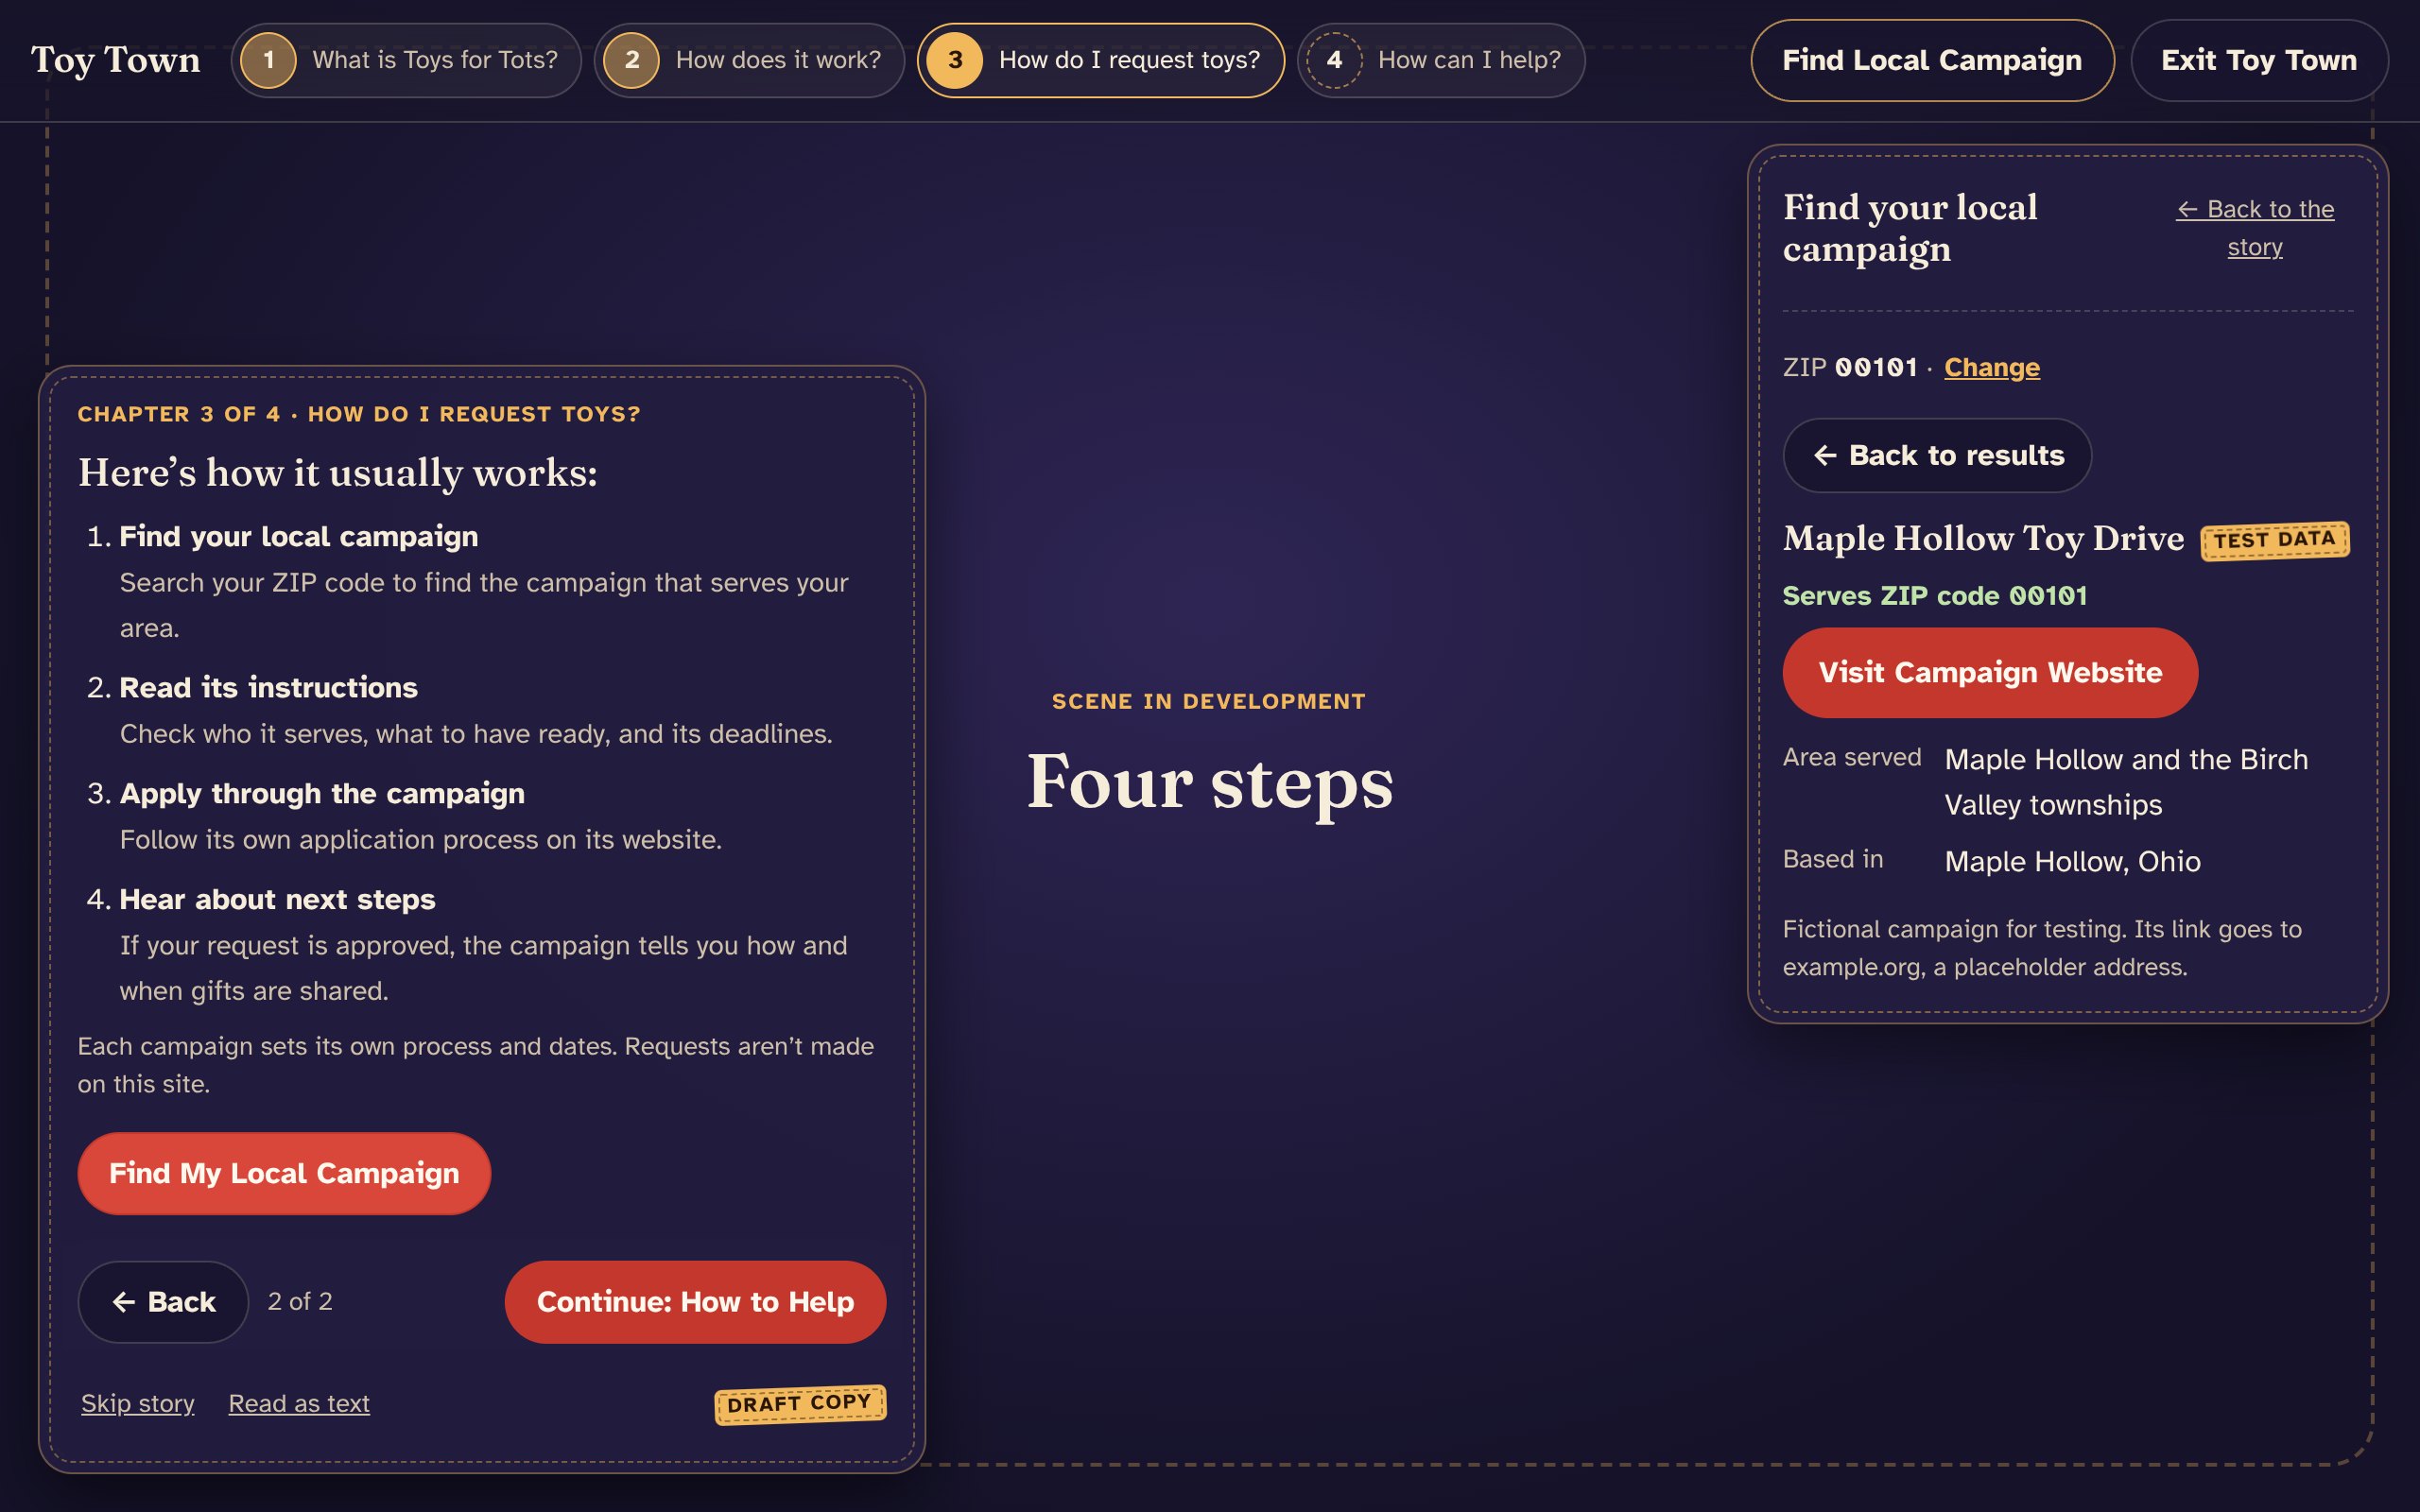 Toy Town
1 What is Toys for Tots?
2 How does it work?
3 How do I request toys?
4 How can I help?
Find Local Campaign
Exit Toy Town
CHAPTER 3 OF 4 · HOW DO I REQUEST TOYS?
Here’s how it usually works:
1. Find your local campaign
Search your ZIP code to find the campaign that serves your
area.
2. Read its instructions
Check who it serves, what to have ready, and its deadlines.
3. Apply through the campaign
Follow its own application process on its website.
4. Hear about next steps
If your request is approved, the campaign tells you how and
when gifts are shared.
Each campaign sets its own process and dates. Requests aren’t made
on this site.
Find My Local Campaign
← Back
2 of 2
Continue: How to Help
Skip story
Read as text
DRAFT COPY
SCENE IN DEVELOPMENT
Four steps
Find your local
campaign
← Back to the
story
ZIP 00101 · Change
← Back to results
Maple Hollow Toy Drive
TEST DATA
Serves ZIP code 00101
Visit Campaign Website
Area served
Maple Hollow and the Birch
Valley townships
Based in
Maple Hollow, Ohio
Fictional campaign for testing. Its link goes to
example.org, a placeholder address.